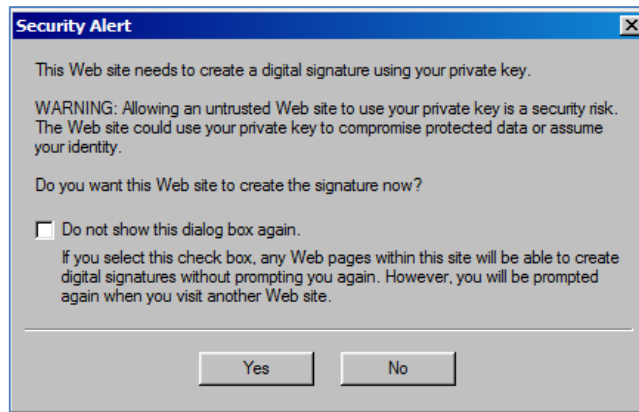 Security Alert
This Web site needs to create a digital signature using your private key.
WARNING: Allowing an untrusted Web site to use your private key is a security risk.
The Web site could use your private key to compromise protected data or assume
your identity.
Do you want this Web site to create the signature now?
Do not show this dialog box again.
If you select this check box, any Web pages within this site will be able to create
digital signatures without prompting you again. However, you will be prompted
again when you visit another Web site.
Yes No